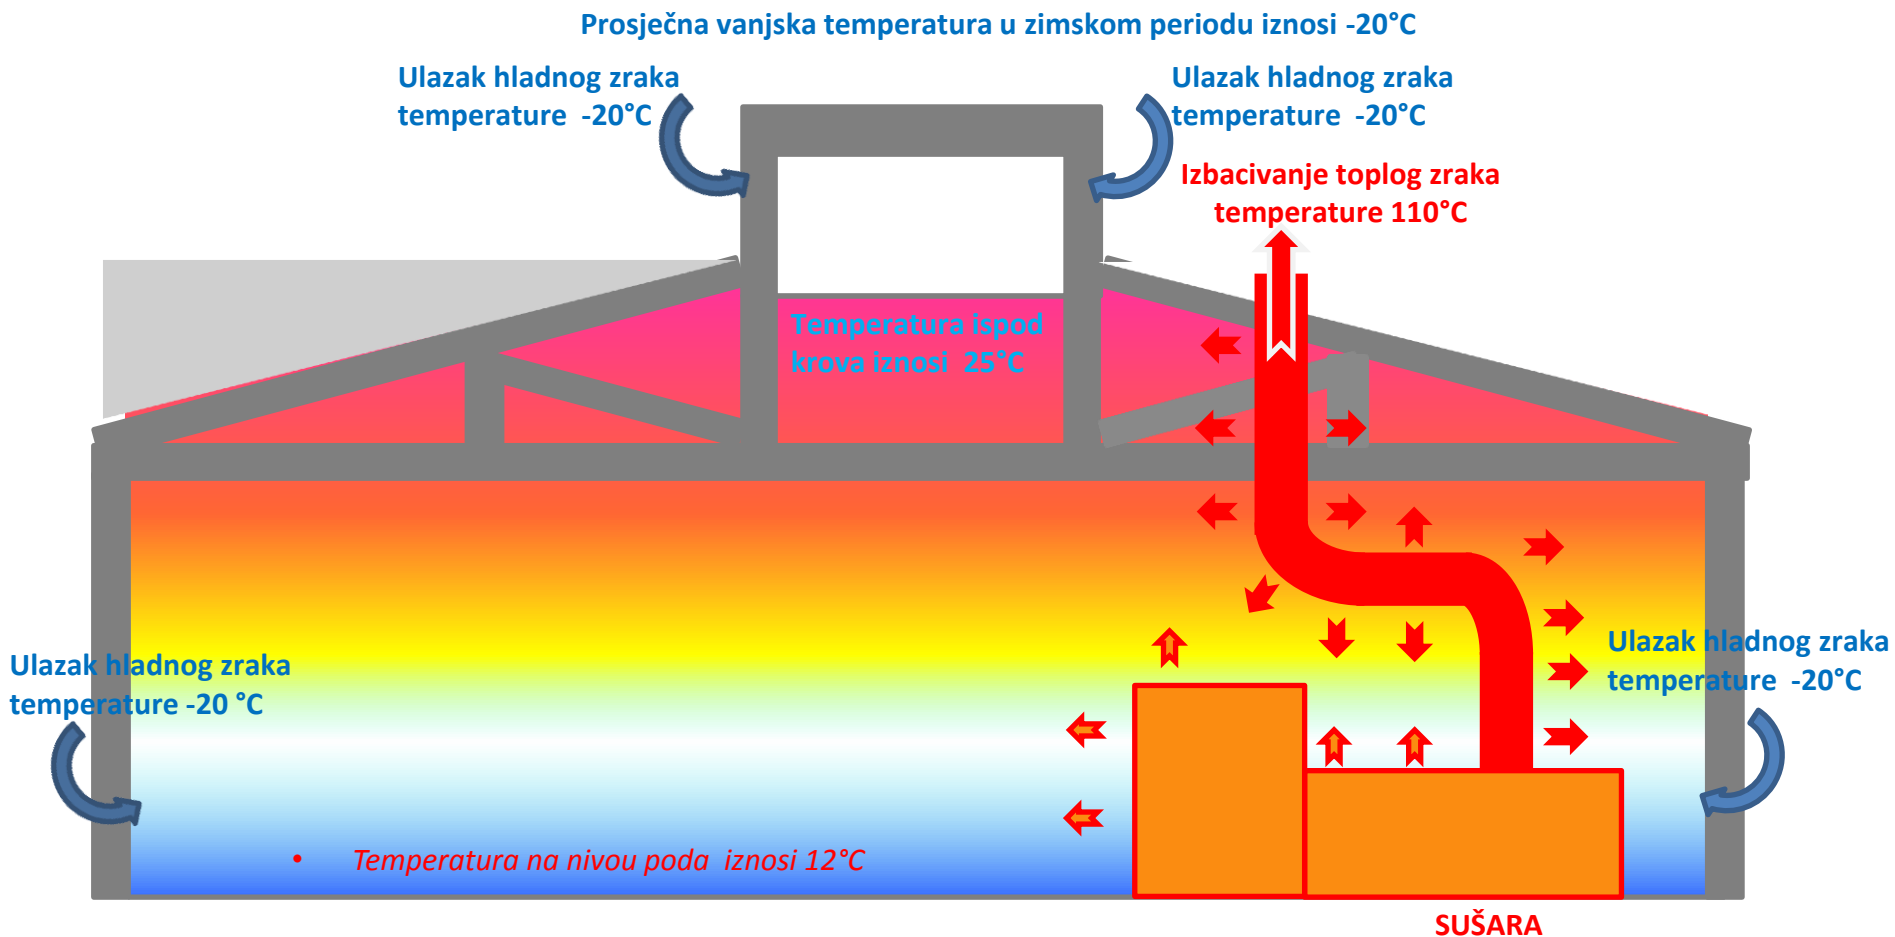 Prosječna vanjska temperatura u zimskom periodu iznosi -20°C
Ulazak hladnog zraka
temperature -20°C
Ulazak hladnog zraka
temperature -20°C
Izbacivanje toplog zraka
temperature 110°C
Temperatura ispod
krova iznosi 25°C
Ulazak hladnog zraka
temperature -20 °C
Ulazak hladnog zraka
temperature -20°C
• Temperatura na nivou poda iznosi 12°C
SUŠARA